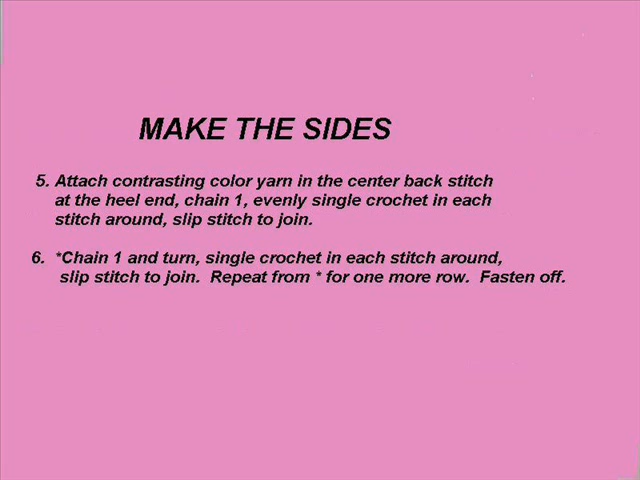 MAKE THE SIDES
5. Attach contrasting color yarn in the center back stitch
at the heel end, chain 1, evenly single crochet in each
stitch around, slip stitch to join.
6. *Chain 1 and turn, single crochet in each stitch around,
slip stitch to join. Repeat from * for one more row. Fasten off.